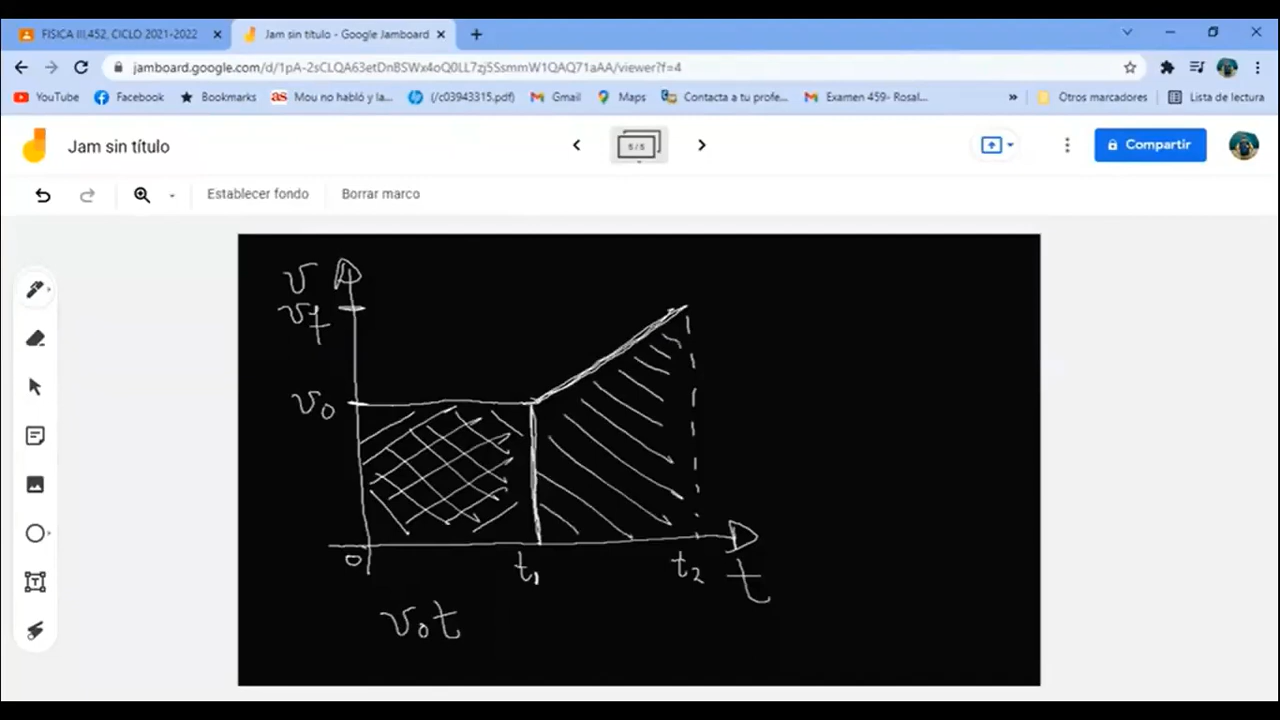 FISICA III,452, CICLO 2021-2022
Jam sin título - Google Jamboard
jamboard.google.com/d/1pA-2sCLQA63etDnBSWx4oQ0LL7zj5SsmmW1QAQ71aAA/viewer?f=4
YouTube
Facebook
Bookmarks
as Mou no habló y la...
(/c03943315.pdf)
Gmail
Maps
Contacta a tu profe...
Examen 459- Rosal...
»
Otros marcadores
Lista de lectura
Jam sin título
5/5
Compartir
Establecer fondo
Borrar marco
v
vf
v0
0
t1
t2
t
v0t